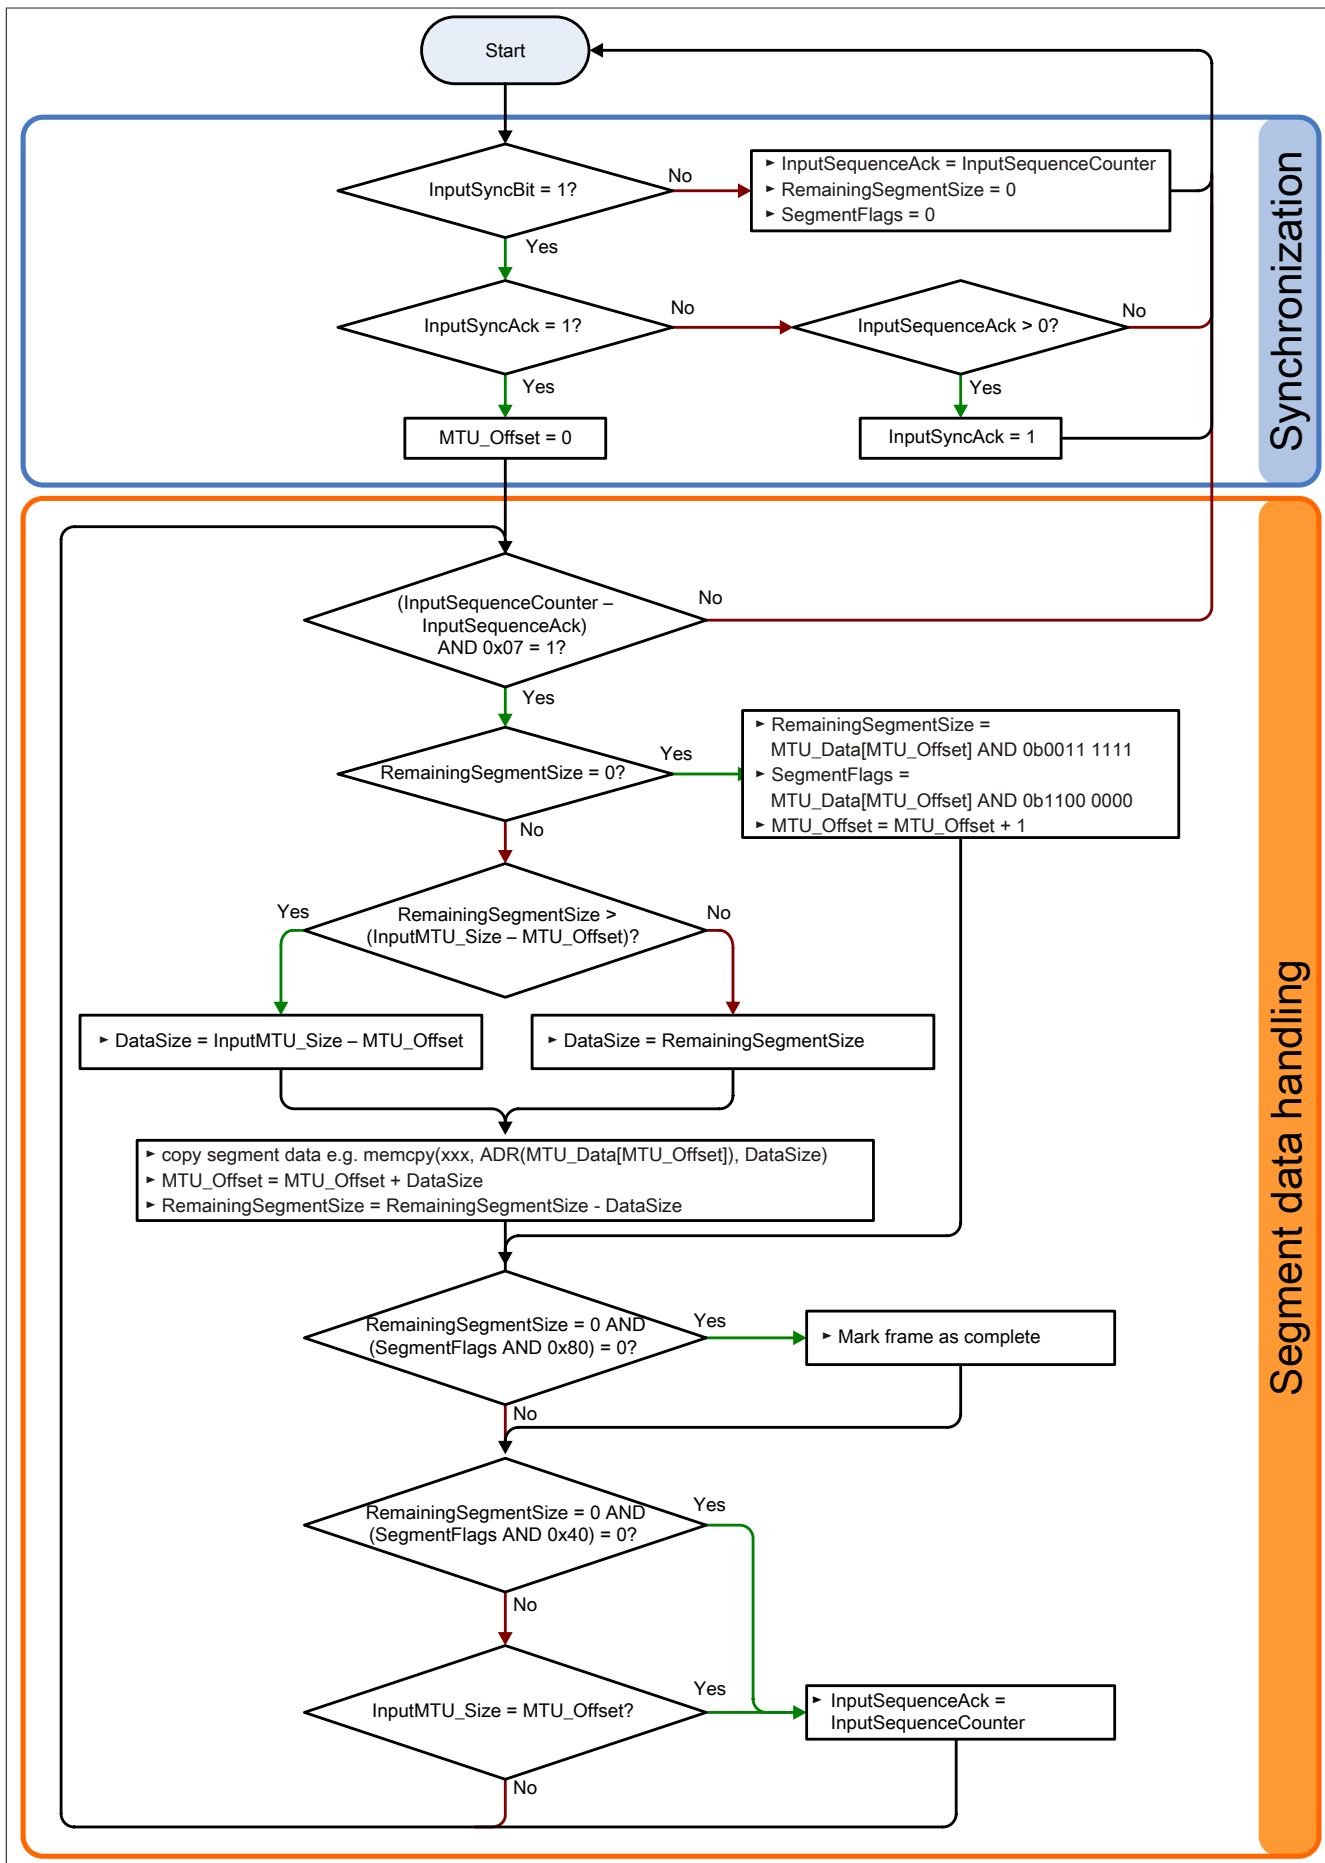 Start
InputSyncBit = 1?
No
► InputSequenceAck = InputSequenceCounter
► RemainingSegmentSize = 0
► SegmentFlags = 0
Yes
InputSyncAck = 1?
No
InputSequenceAck > 0?
No
Yes
Yes
MTU_Offset = 0
InputSyncAck = 1
Synchronization
(InputSequenceCounter –
InputSequenceAck)
AND 0x07 = 1?
No
Yes
RemainingSegmentSize = 0?
Yes
► RemainingSegmentSize =
MTU_Data[MTU_Offset] AND 0b0011 1111
► SegmentFlags =
MTU_Data[MTU_Offset] AND 0b1100 0000
► MTU_Offset = MTU_Offset + 1
No
RemainingSegmentSize >
(InputMTU_Size – MTU_Offset)?
Yes
No
► DataSize = InputMTU_Size – MTU_Offset
► DataSize = RemainingSegmentSize
► copy segment data e.g. memcpy(xxx, ADR(MTU_Data[MTU_Offset]), DataSize)
► MTU_Offset = MTU_Offset + DataSize
► RemainingSegmentSize = RemainingSegmentSize - DataSize
RemainingSegmentSize = 0 AND
(SegmentFlags AND 0x80) = 0?
Yes
► Mark frame as complete
No
RemainingSegmentSize = 0 AND
(SegmentFlags AND 0x40) = 0?
Yes
No
InputMTU_Size = MTU_Offset?
Yes
► InputSequenceAck =
InputSequenceCounter
No
Segment data handling